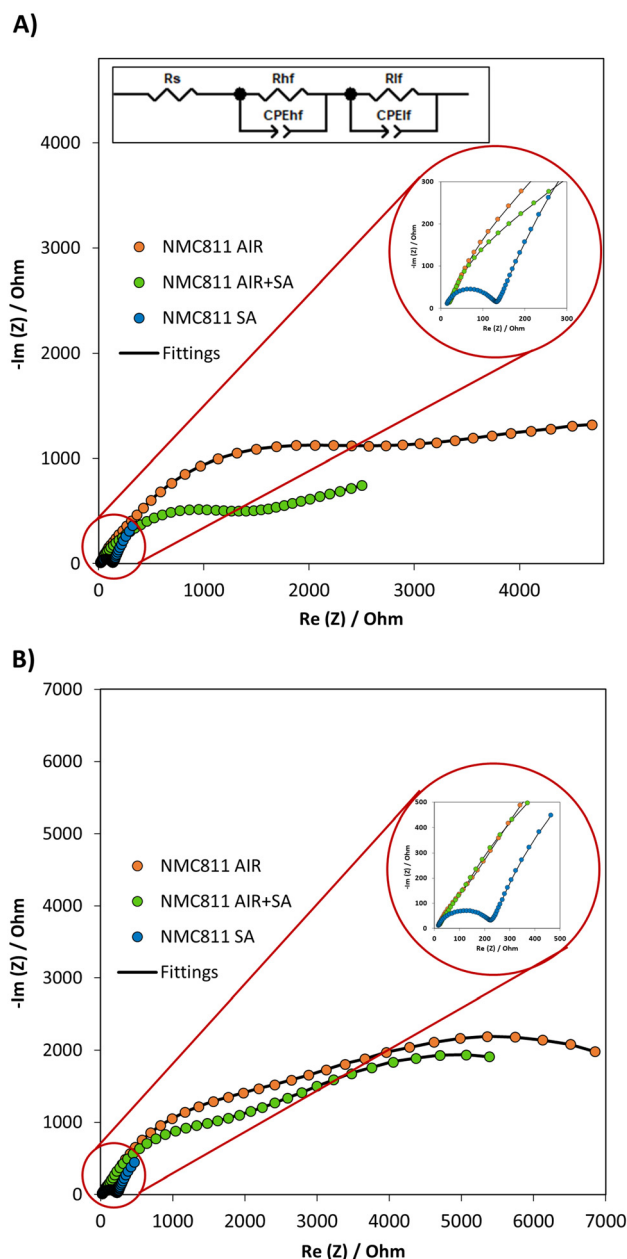 A)
Rs
Rhf
Rlf
CPEhf
CPElf
4000
3000
2000
1000
0
-Im (Z) / Ohm
NMC811 AIR
NMC811 AIR+SA
NMC811 SA
Fittings
300
200
100
0
-Im (Z) / Ohm
0 100 200 300
Re (Z) / Ohm
0 1000 2000 3000 4000
Re (Z) / Ohm
B)
7000
6000
5000
4000
3000
2000
1000
0
-Im (Z) / Ohm
NMC811 AIR
NMC811 AIR+SA
NMC811 SA
Fittings
500
400
300
200
100
0
-Im (Z) / Ohm
0 100 200 300 400 500
Re (Z) / Ohm
0 1000 2000 3000 4000 5000 6000 7000
Re (Z) / Ohm